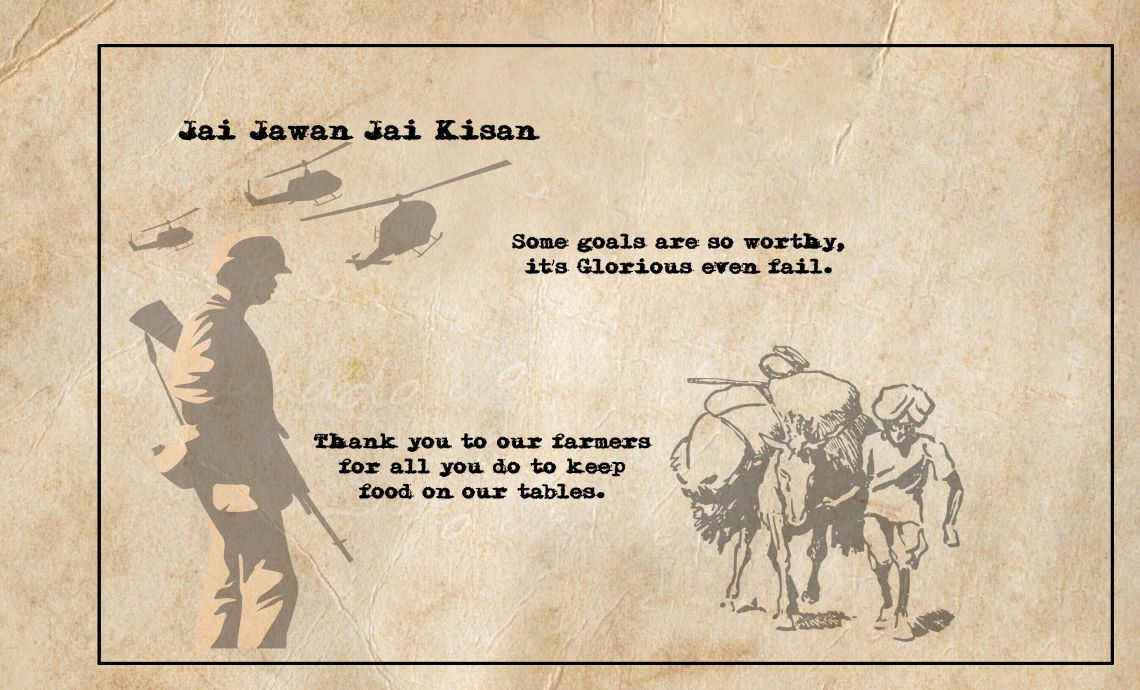 Jai Jawan Jai Kisan
Some goals are so worthy,
it's Glorious even fail.
Thank you to our farmers
for all you do to keep
food on our tables.